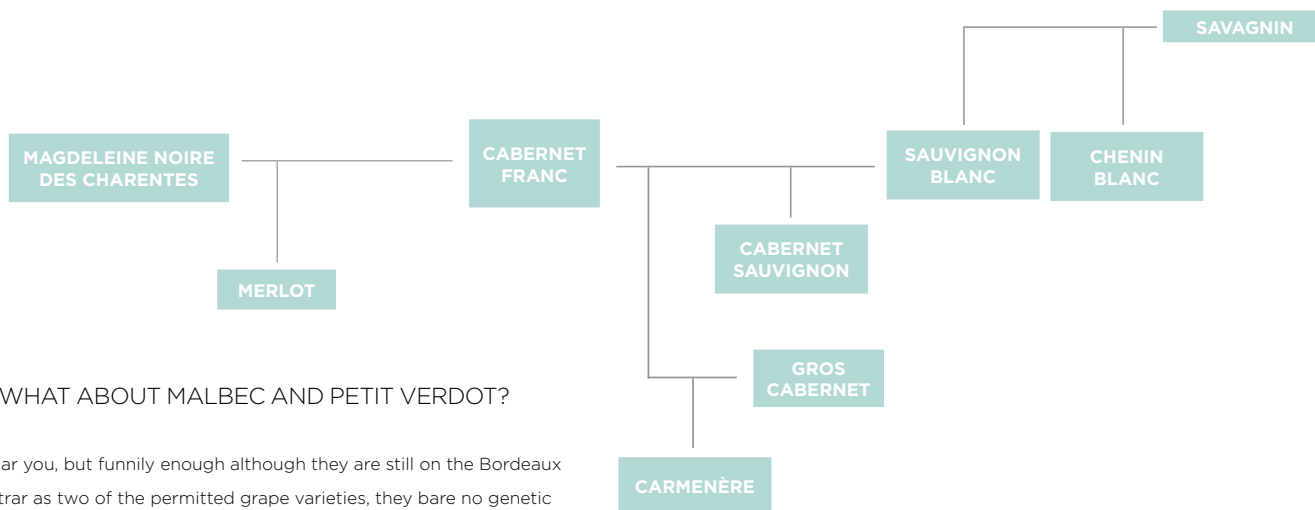 SAVAGNIN
MAGDELEINE NOIRE
DES CHARENTES
CABERNET
FRANC
SAUVIGNON
BLANC
CHENIN
BLANC
CABERNET
SAUVIGNON
MERLOT
GROS
CABERNET
CARMENÈRE
WHAT ABOUT MALBEC AND PETIT VERDOT?
ar you, but funnily enough although they are still on the Bordeaux
trar as two of the permitted grape varieties, they bare no genetic